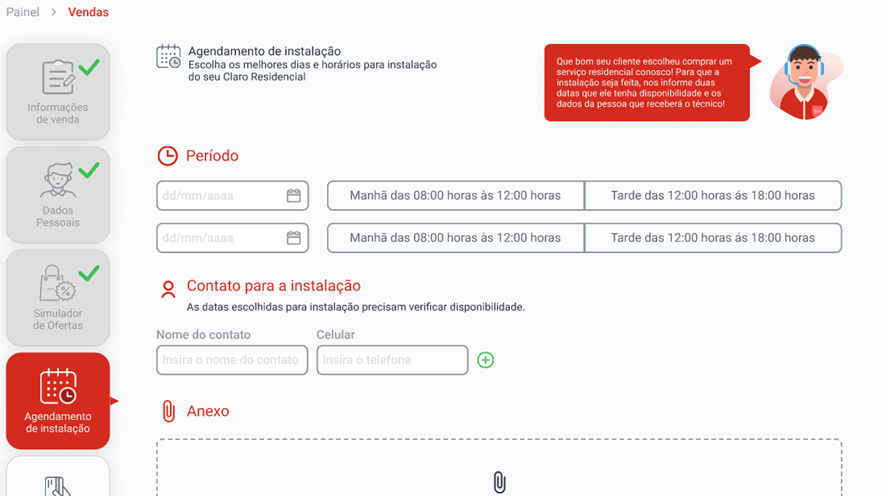 Painel > Vendas
Informações
de venda
Dados
Pessoais
Simulador
de Ofertas
Agendamento
de instalação
Agendamento de instalação
Escolha os melhores dias e horários para instalação
do seu Claro Residencial
Que bom seu cliente escolheu comprar um
serviço residencial conosco! Para que a
instalação seja feita, nos informe duas
datas que ele tenha disponibilidade e os
dados da pessoa que receberá o técnico!
Período
dd/mm/aaaa
Manhã das 08:00 horas às 12:00 horas
Tarde das 12:00 horas ás 18:00 horas
dd/mm/aaaa
Manhã das 08:00 horas às 12:00 horas
Tarde das 12:00 horas ás 18:00 horas
Contato para a instalação
As datas escolhidas para instalação precisam verificar disponibilidade.
Nome do contato
Celular
Insira o nome do contato
Insira o telefone
Anexo